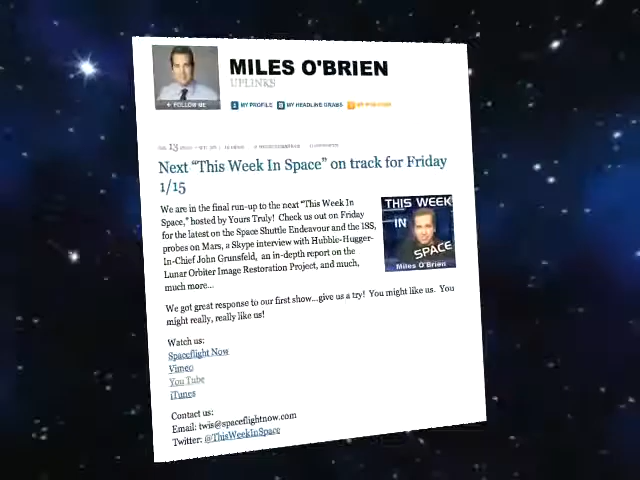 MILES O'BRIEN
UPLINKS
+ FOLLOW ME
MY PROFILE MY HEADLINE GRABS
13
Next “This Week In Space” on track for Friday
1/15
We are in the final run-up to the next “This Week In
Space,” hosted by Yours Truly! Check us out on Friday
for the latest on the Space Shuttle Endeavour and the ISS,
probes on Mars, a Skype interview with Hubble-Hugger-
In-Chief John Grunsfeld, an in-depth report on the
Lunar Orbiter Image Restoration Project, and much,
much more...
THIS WEEK
IN
SPACE
Miles O'Brien
We got great response to our first show...give us a try! You might like us. You
might really, really like us!
Watch us:
Spaceflight Now
Vimeo
You Tube
iTunes
Contact us:
Email: twis@spaceflightnow.com
Twitter: @ThisWeekInSpace